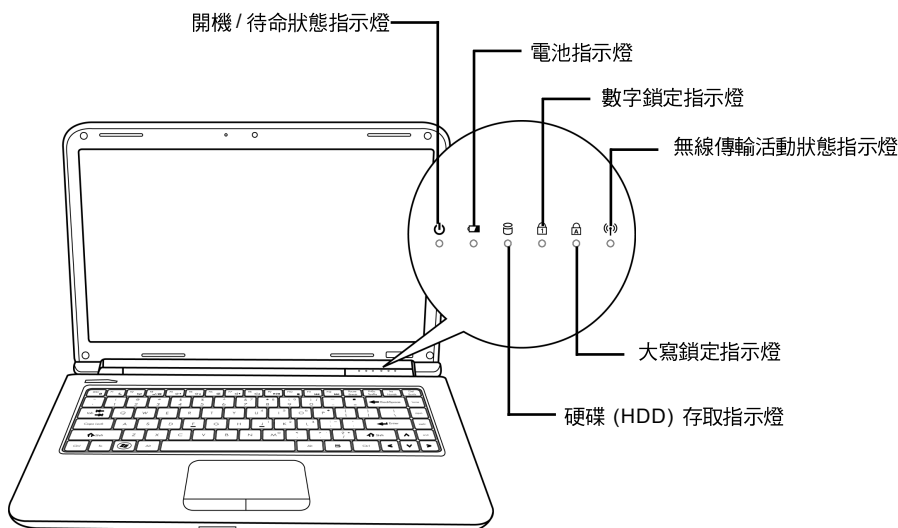 開機 / 待命狀態指示燈
電池指示燈
數字鎖定指示燈
無線傳輸活動狀態指示燈
大寫鎖定指示燈
硬碟 (HDD) 存取指示燈